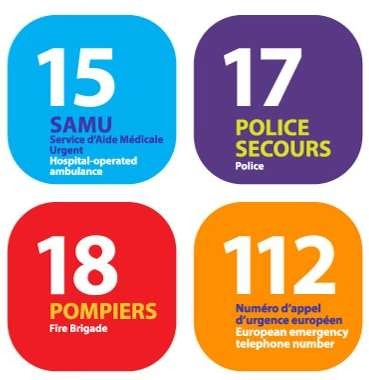 15
SAMU
Service d'Aide Médicale
Urgent
Hospital-operated
ambulance
17
POLICE
SECOURS
Police
18
POMPIERS
Fire Brigade
112
Numéro d'appel
d'urgence européen
European emergency
telephone number